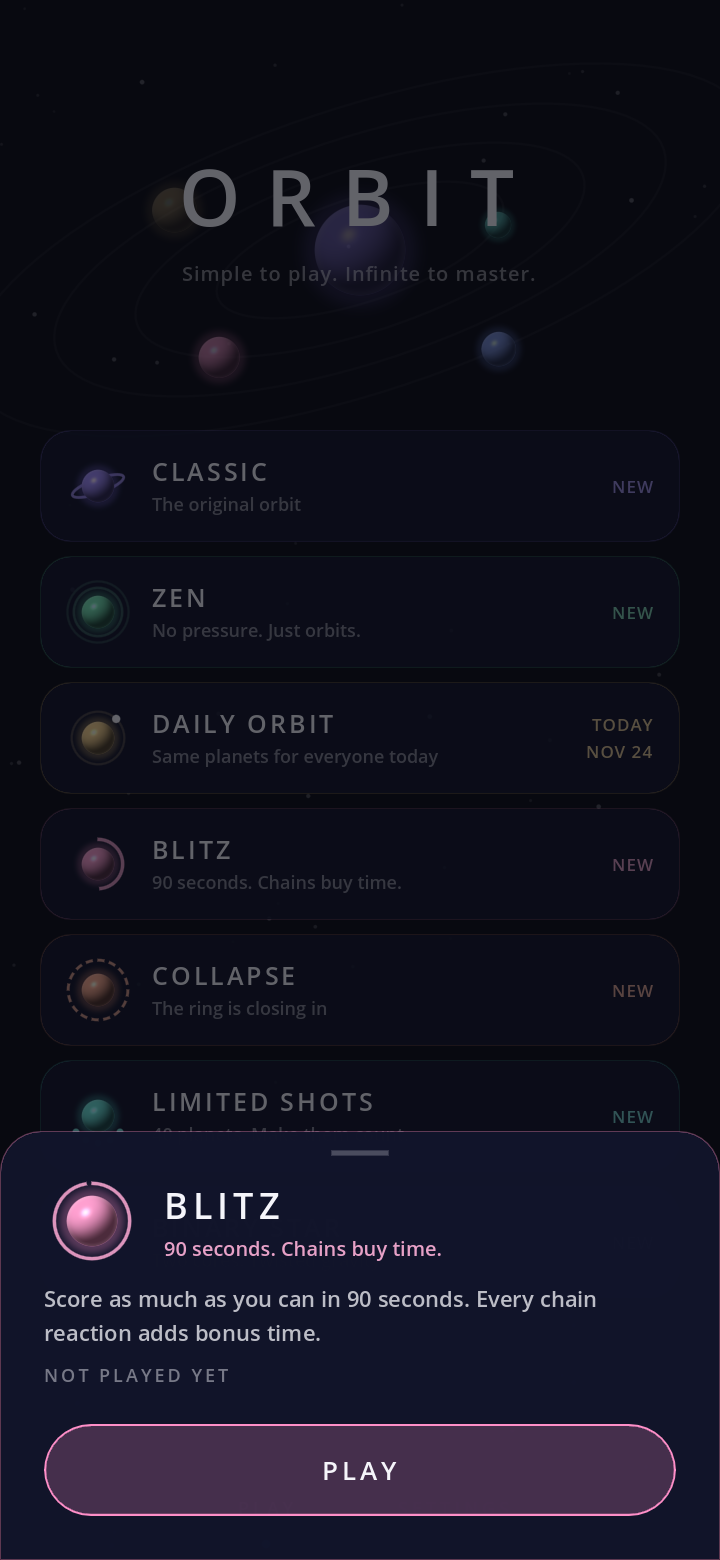 ORBIT
Simple to play. Infinite to master.
CLASSIC
The original orbit
NEW
ZEN
No pressure. Just orbits.
NEW
DAILY ORBIT
Same planets for everyone today
TODAY
NOV 24
BLITZ
90 seconds. Chains buy time.
NEW
COLLAPSE
The ring is closing in
NEW
LIMITED SHOTS
NEW
BLITZ
90 seconds. Chains buy time.
Score as much as you can in 90 seconds. Every chain
reaction adds bonus time.
NOT PLAYED YET
PLAY